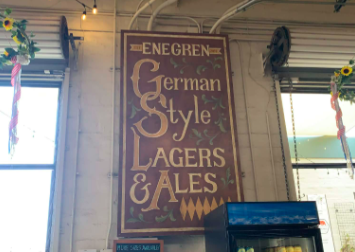 ENEGREN
German
Style
LAGERS
& ALES